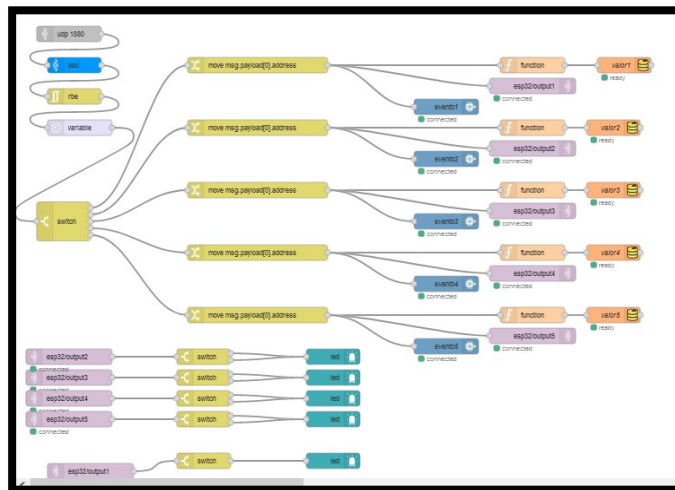 udp 1880
osc
rbe
variable
switch
move msg.payload[0].address
function
valor1
ready
esp32/output1
connected
evento1
connected
move msg.payload[0].address
function
valor2
ready
esp32/output2
connected
evento2
connected
move msg.payload[0].address
function
valor3
ready
esp32/output3
connected
evento3
connected
move msg.payload[0].address
function
valor4
ready
esp32/output4
connected
evento4
connected
move msg.payload[0].address
function
valor5
ready
esp32/output5
connected
evento5
connected
esp32/output2 switch led
connected
esp32/output3 switch led
connected
esp32/output4 switch led
connected
esp32/output5 switch led
connected
esp32/output1 switch led